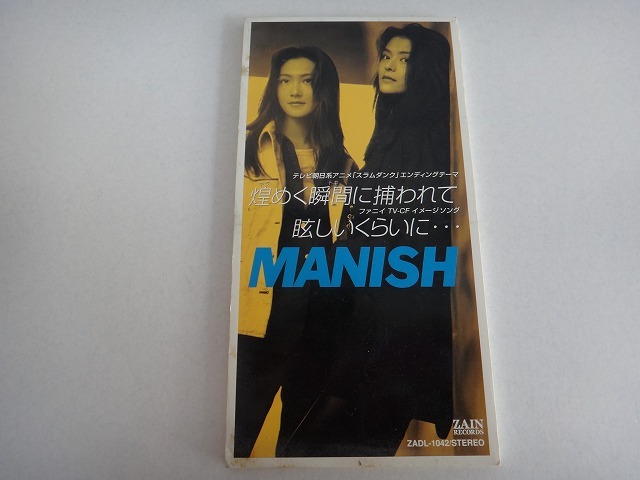 テレビ朝日系アニメ「スラムダンク」エンディングテーマ
煌めく瞬間に捕われて
ファニイ TV-CF イメージソング
眩しいくらいに・・・
MANISH
ZAIN
RECORDS
ZADL-1042/STEREO